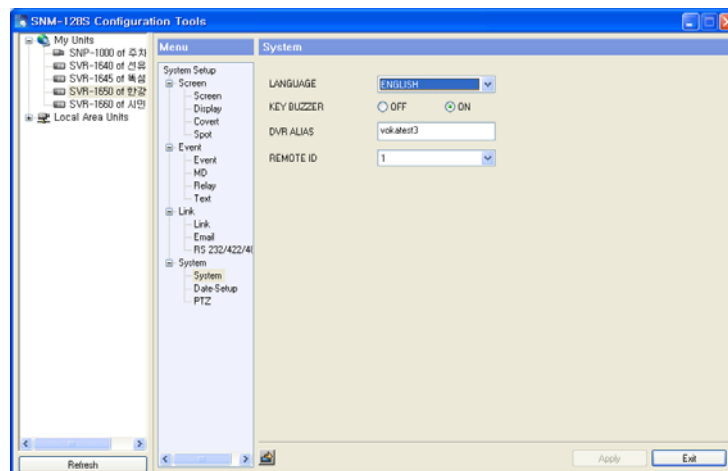 SNM-128S Configuration Tools
My Units
SNP-1000 of 주차
SVR-1640 of 선유
SVR-1645 of 뚝섬
SVR-1650 of 한강
SVR-1660 of 시민
Local Area Units
Refresh
Menu
System Setup
Screen
Screen
Display
Covert
Spot
Event
Event
MD
Relay
Text
Link
Link
Email
RS 232/422/4
System
System
Date-Setup
PTZ
System
LANGUAGE
ENGLISH
KEY BUZZER
OFF
ON
DVR ALIAS
vokatest3
REMOTE ID
1
Apply
Exit